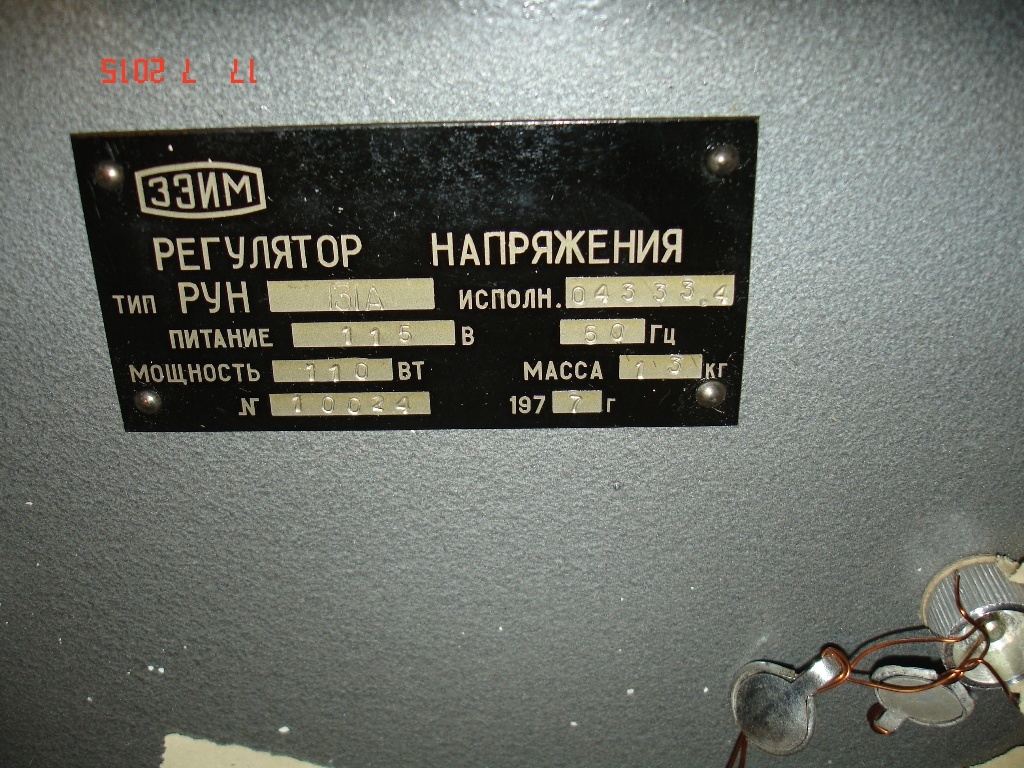 17 7 2015
ЗЭИМ
РЕГУЛЯТОР НАПРЯЖЕНИЯ
ТИП РУН ИСПОЛН. 04333,4
ПИТАНИЕ 115 В 50 ГЦ
МОЩНОСТЬ 110 ВТ МАССА 13 КГ
№ 10024 1977 Г